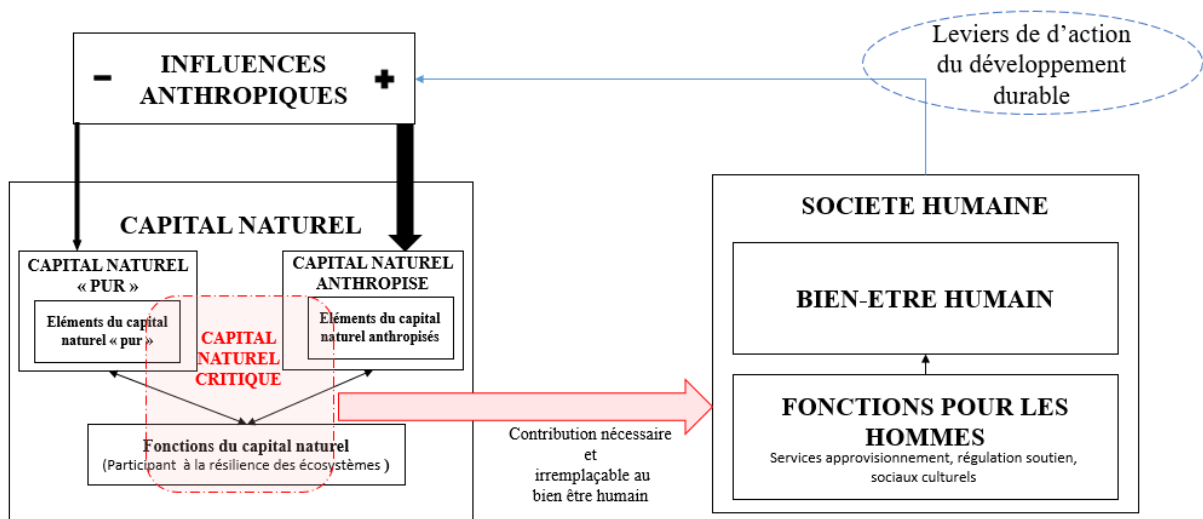 INFLUENCES
ANTHROPIQUES
-
+
Leviers de d'action
du développement
durable
CAPITAL NATUREL
CAPITAL NATUREL
« PUR »
Eléments du capital
naturel « pur »
CAPITAL NATUREL
ANTHROPISE
Eléments du capital
naturel anthropisés
CAPITAL
NATUREL
CRITIQUE
Fonctions du capital naturel
(Participant à la résilience des écosystèmes )
Contribution nécessaire
et
irremplaçable au
bien être humain
SOCIETE HUMAINE
BIEN-ETRE HUMAIN
FONCTIONS POUR LES
HOMMES
Services approvisionnement, régulation soutien,
sociaux culturels